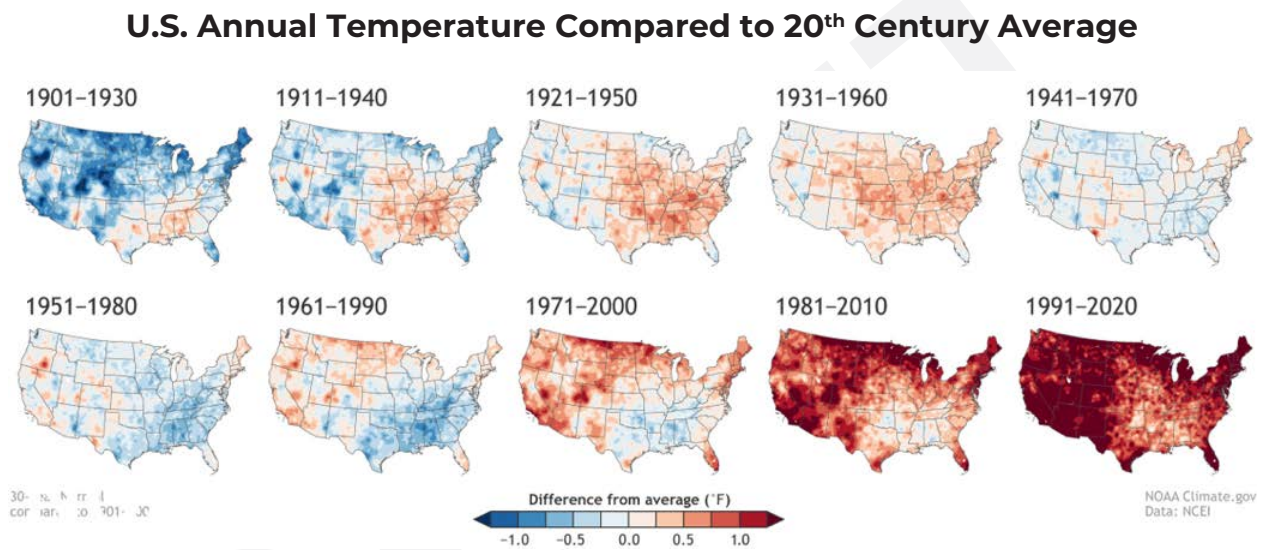 U.S. Annual Temperature Compared to 20th Century Average
1901–1930
1911–1940
1921–1950
1931–1960
1941–1970
1951–1980
1961–1990
1971–2000
1981–2010
1991–2020
30-
Difference from average (°F)
-1.0 -0.5 0.0 0.5 1.0
NOAA Climate.gov
Data: NCEI